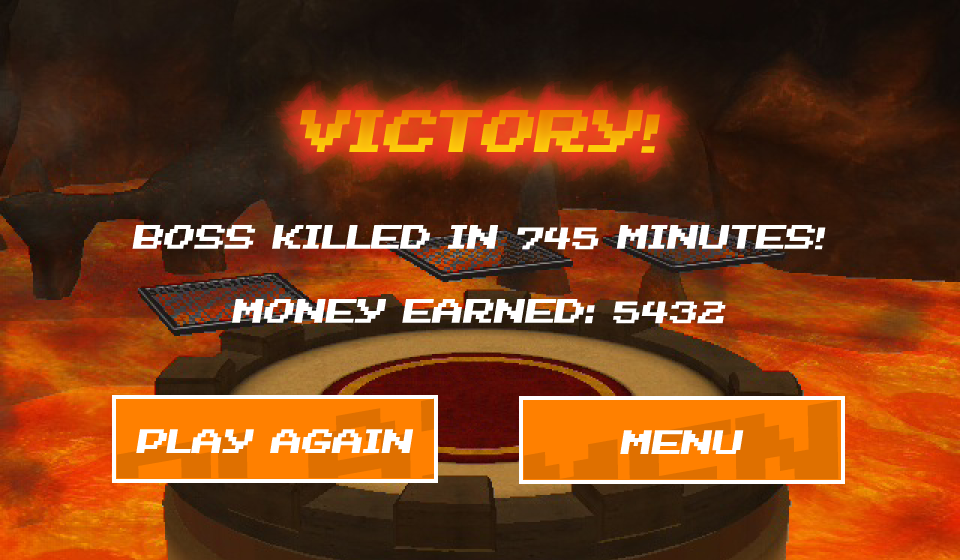 VICTORY!
BOSS KILLED IN 745 MINUTES!
MONEY EARNED: 5432
PLAY AGAIN
MENU